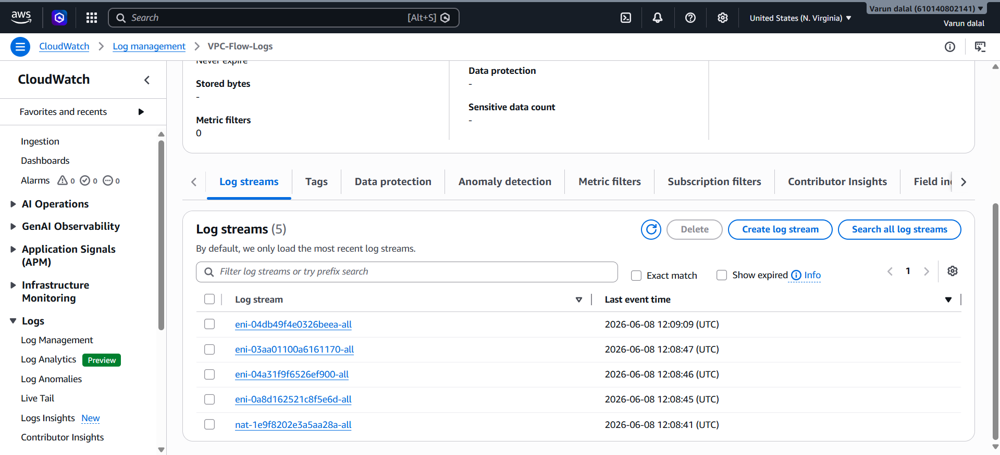 aws
Search
[Alt+S]
United States (N. Virginia)
Varun dalal (610140802141)
Varun dalal
CloudWatch
Log management
VPC-Flow-Logs
CloudWatch
Favorites and recents
Ingestion
Dashboards
Alarms 0 0 0
AI Operations
GenAI Observability
Application Signals
(APM)
Infrastructure
Monitoring
Logs
Log Management
Log Analytics Preview
Log Anomalies
Live Tail
Logs Insights New
Contributor Insights
Never expire
Stored bytes
-
Metric filters
0
Data protection
-
Sensitive data count
-
Log streams
Tags
Data protection
Anomaly detection
Metric filters
Subscription filters
Contributor Insights
Field in
Log streams (5)
Delete
Create log stream
Search all log streams
By default, we only load the most recent log streams.
Filter log streams or try prefix search
Exact match
Show expired
Info
1
Log stream Last event time
eni-04db49f4e0326beea-all 2026-06-08 12:09:09 (UTC)
eni-03aa01100a6161170-all 2026-06-08 12:08:47 (UTC)
eni-04a31f9f6526ef900-all 2026-06-08 12:08:46 (UTC)
eni-0a8d162521c8f5e6d-all 2026-06-08 12:08:45 (UTC)
nat-1e9f8202e3a5aa28a-all 2026-06-08 12:08:41 (UTC)